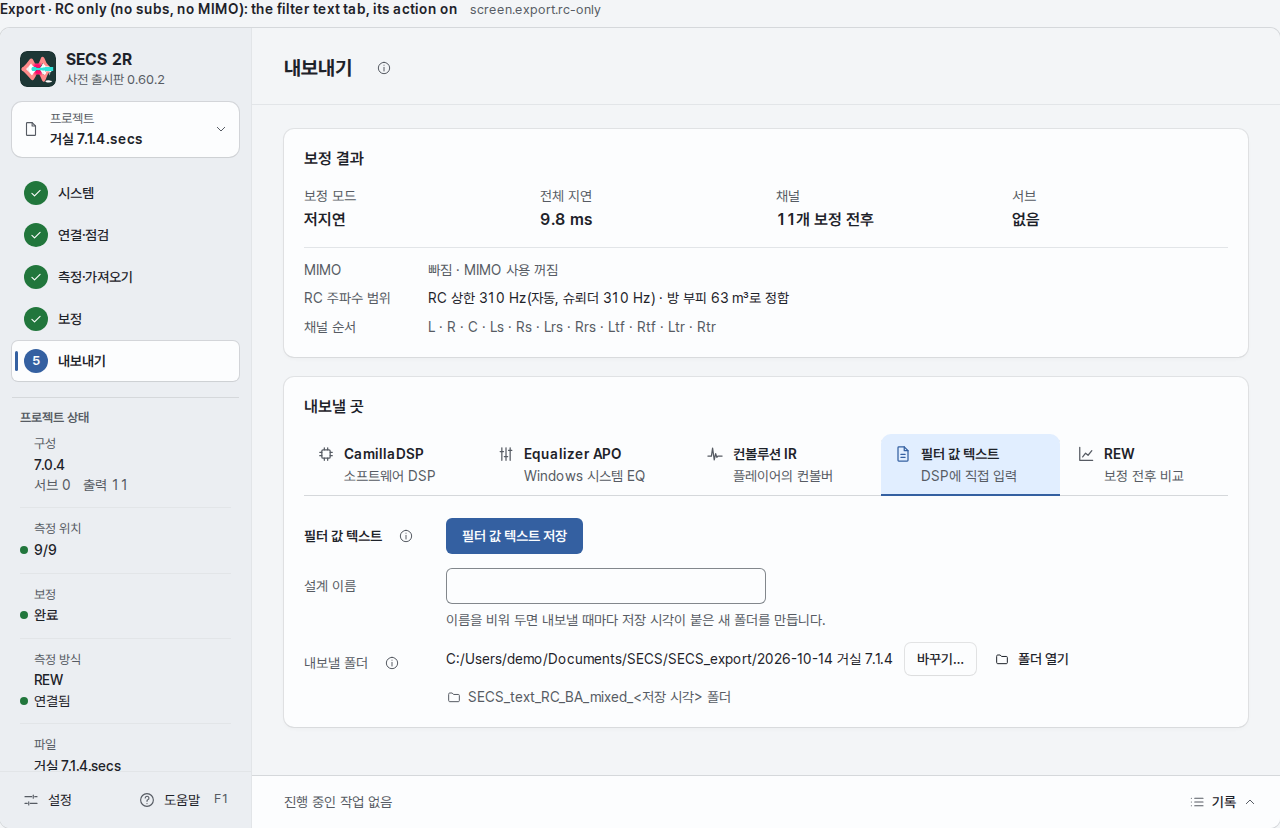 Export · RC only (no subs, no MIMO): the filter text tab, its action on screen.export.rc-only
SECS 2R
사전 출시판 0.60.2
프로젝트
거실 7.1.4.secs
시스템
연결·점검
측정·가져오기
보정
5 내보내기
프로젝트 상태
구성
7.0.4
서브 0 출력 11
측정 위치
9/9
보정
완료
측정 방식
REW
연결됨
파일
거실 7.1.4.secs
설정 도움말 F1
내보내기
보정 결과
보정 모드 전체 지연 채널 서브
저지연 9.8 ms 11개 보정 전후 없음
MIMO 빠짐 · MIMO 사용 꺼짐
RC 주파수 범위 RC 상한 310 Hz(자동, 슈뢰더 310 Hz) · 방 부피 63 m³로 정함
채널 순서 L · R · C · Ls · Rs · Lrs · Rrs · Ltf · Rtf · Ltr · Rtr
내보낼 곳
CamillaDSP Equalizer APO 컨볼루션 IR 필터 값 텍스트 REW
소프트웨어 DSP Windows 시스템 EQ 플레이어의 컨볼버 DSP에 직접 입력 보정 전후 비교
필터 값 텍스트 필터 값 텍스트 저장
설계 이름
이름을 비워 두면 내보낼 때마다 저장 시각이 붙은 새 폴더를 만듭니다.
내보낼 폴더 C:/Users/demo/Documents/SECS/SECS_export/2026-10-14 거실 7.1.4 바꾸기... 폴더 열기
SECS_text_RC_BA_mixed_<저장 시각> 폴더
진행 중인 작업 없음 기록